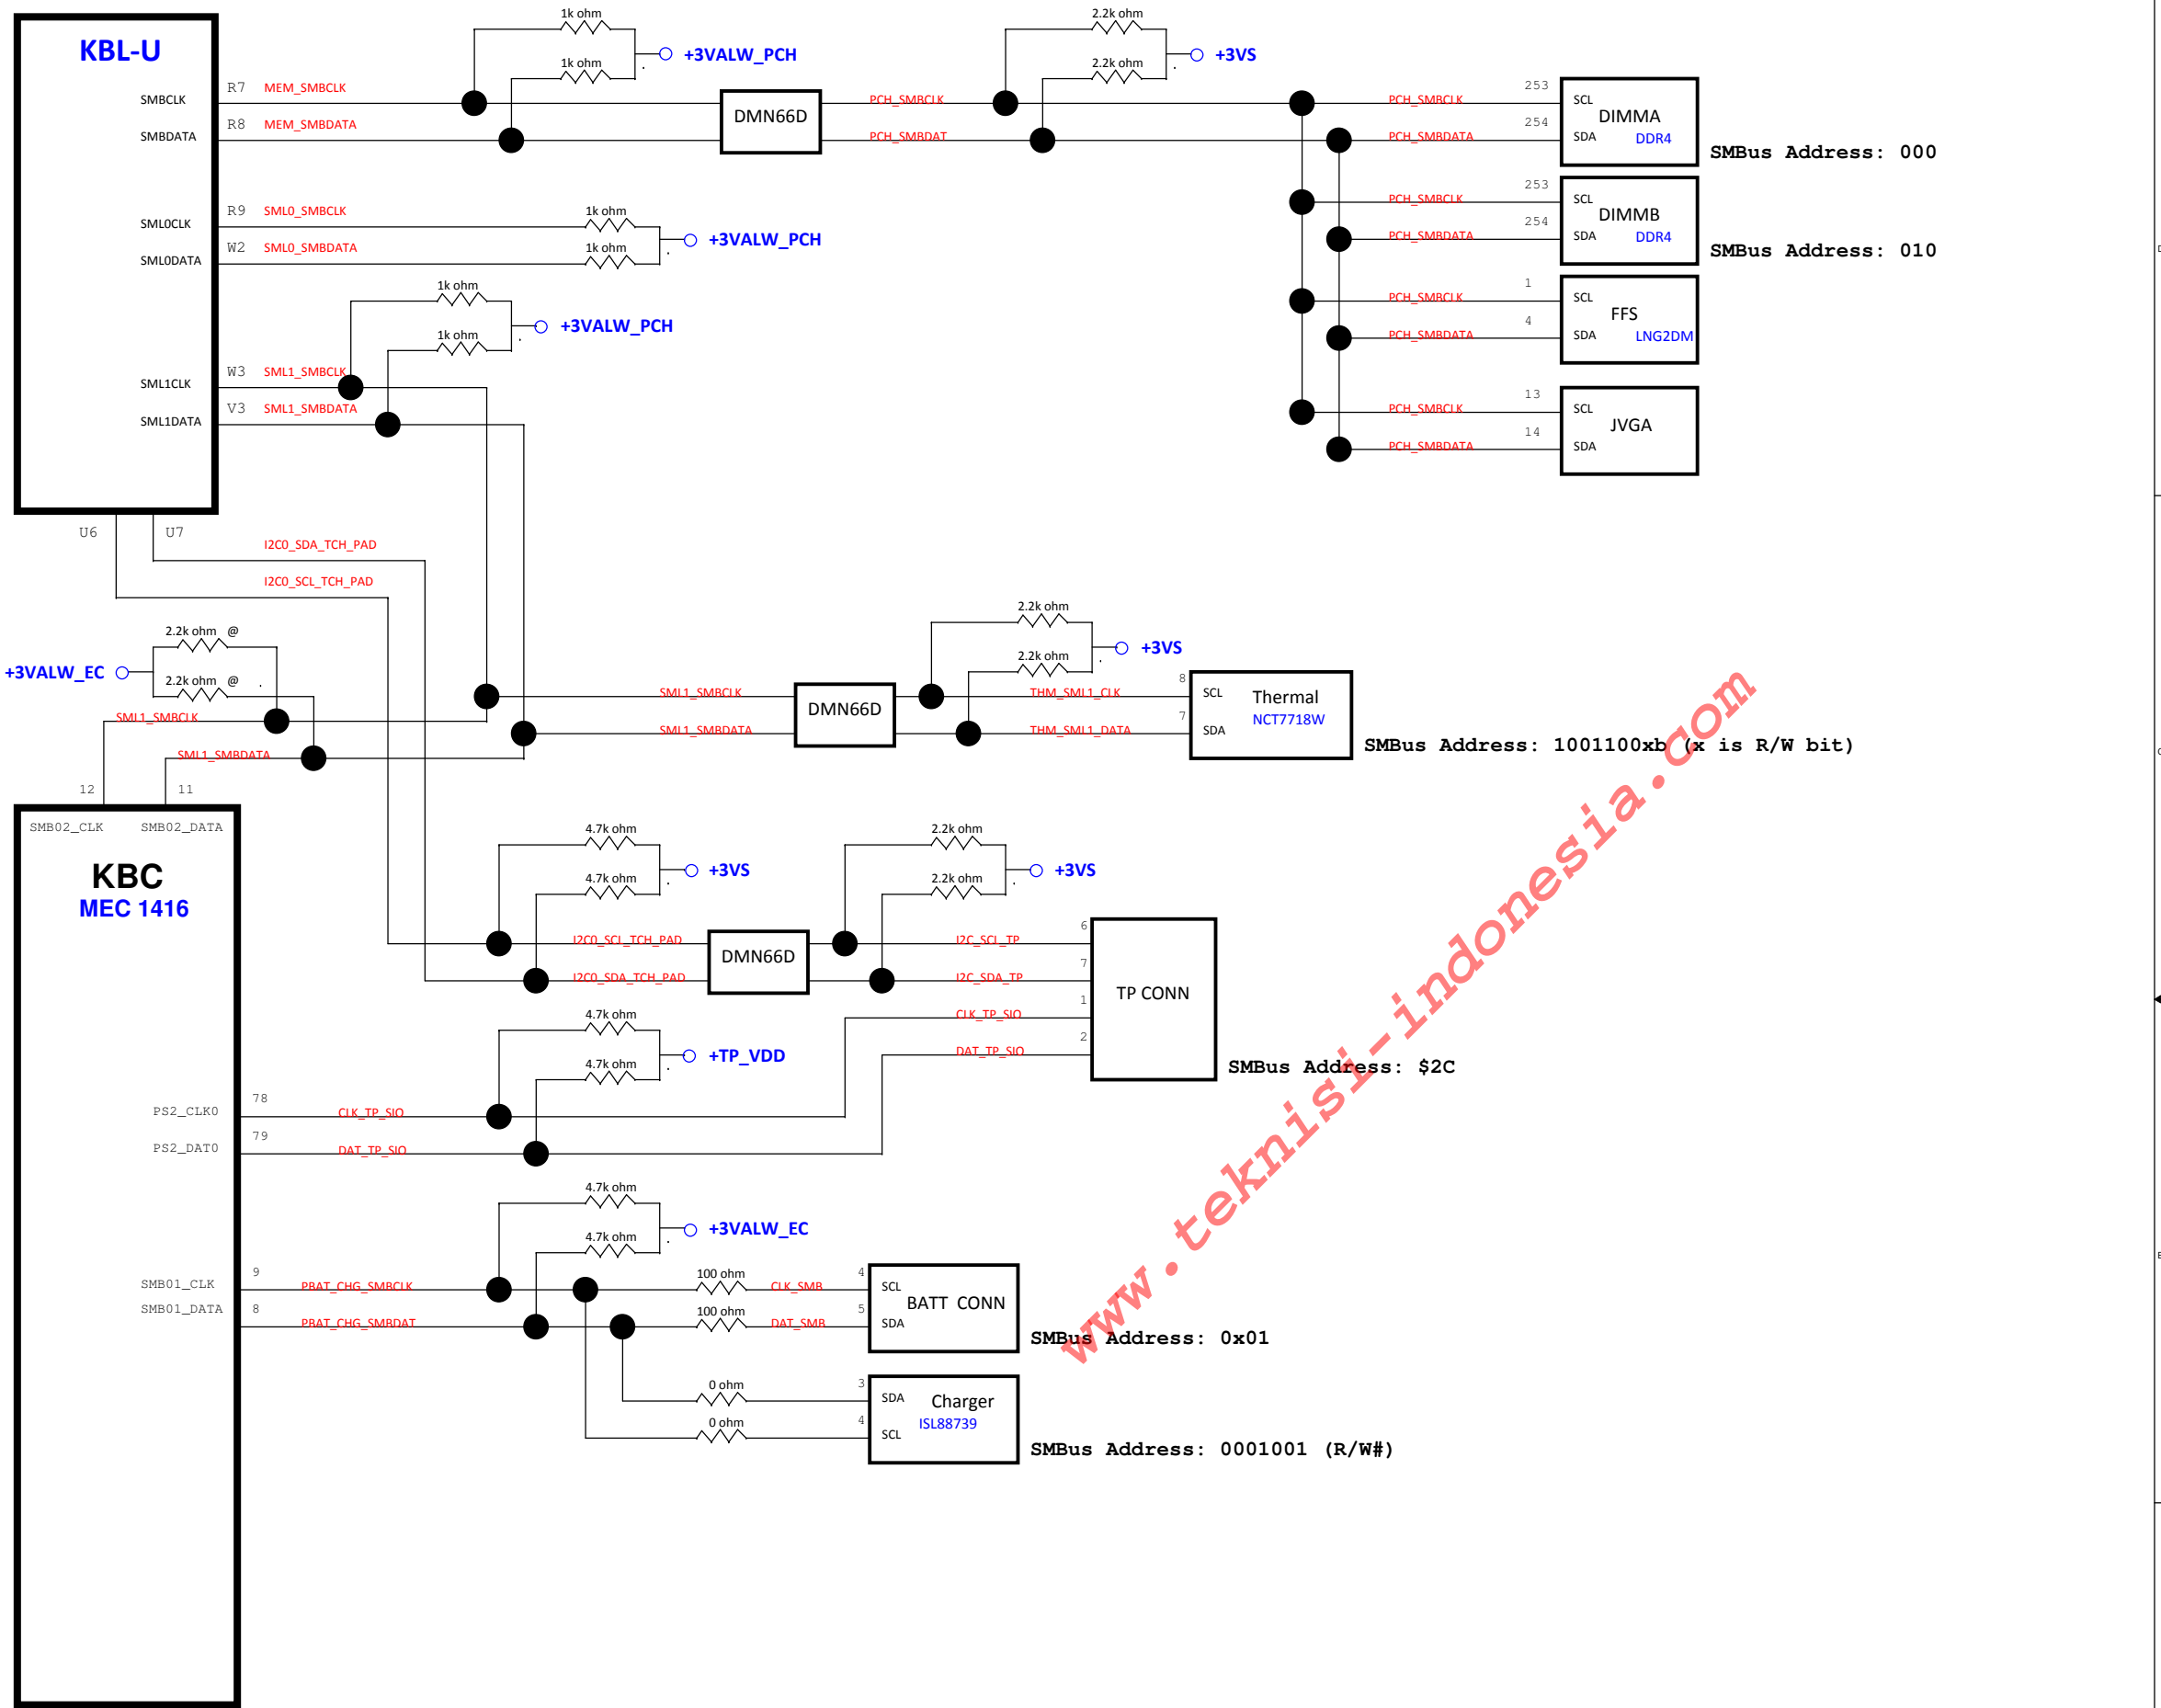 1k ohm
2.2k ohm
KBL-U
+3VALW_PCH
+3VS
1k ohm
2.2k ohm
R7 MEM_SMBCLK
SMBCLK
PCH_SMBCLK
PCH_SMBCLK
253
SCL
DIMMA
DMN66D
R8 MEM_SMBDATA
SMBDATA
PCH_SMBDAT
PCH_SMBDATA
254
SDA
DDR4
SMBus Address: 000
253
PCH_SMBCLK
SCL
DIMMB
254
PCH_SMBDATA
SDA
DDR4
SMBus Address: 010
R9 SML0_SMBCLK
SML0CLK
1k ohm
+3VALW_PCH
W2 SML0_SMBDATA
SML0DATA
1k ohm
1
PCH_SMBCLK
SCL
FFS
4
PCH_SMBDATA
SDA
LNG2DM
1k ohm
+3VALW_PCH
1k ohm
W3 SML1_SMBCLK
SML1CLK
V3 SML1_SMBDATA
SML1DATA
13
PCH_SMBCLK
SCL
JVGA
14
PCH_SMBDATA
SDA
U6
U7
I2C0_SDA_TCH_PAD
I2C0_SCL_TCH_PAD
2.2k ohm @
+3VALW_EC
2.2k ohm @
SML1_SMBCLK
SML1_SMBDATA
2.2k ohm
+3VS
2.2k ohm
SML1_SMBCLK
DMN66D
SML1_SMBDATA
THM_SML1_CLK
8
SCL
Thermal
NCT7718W
THM_SML1_DATA
7
SDA
SMBus Address: 1001100xb (x is R/W bit)
12
11
SMB02_CLK SMB02_DATA
KBC
MEC 1416
4.7k ohm
+3VS
4.7k ohm
2.2k ohm
+3VS
2.2k ohm
I2C0_SCL_TCH_PAD
DMN66D
I2C0_SDA_TCH_PAD
I2C_SCL_TP
6
I2C_SDA_TP
7
TP CONN
CLK_TP_SIO
1
DAT_TP_SIO
2
SMBus Address: $2C
4.7k ohm
+TP_VDD
4.7k ohm
PS2_CLK0
78
CLK_TP_SIO
PS2_DAT0
79
DAT_TP_SIO
4.7k ohm
+3VALW_EC
4.7k ohm
SMB01_CLK
9
PBAT_CHG_SMBCLK
100 ohm
CLK_SMB
4
SCL
BATT CONN
SMB01_DATA
8
PBAT_CHG_SMBDAT
100 ohm
DAT_SMB
5
SDA
SMBus Address: 0x01
0 ohm
3
SDA
Charger
ISL88739
0 ohm
4
SCL
SMBus Address: 0001001 (R/W#)
www.teknisi-indonesia.com